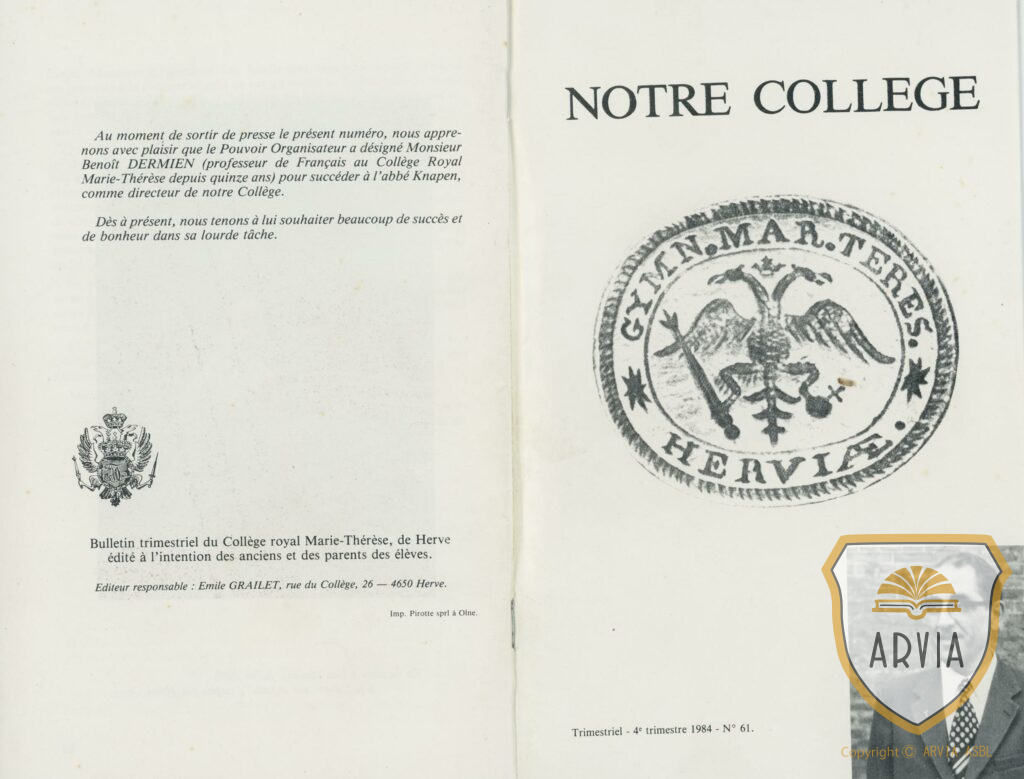 Au moment de sortir de presse le présent numéro, nous appre-
nons avec plaisir que le Pouvoir Organisateur a désigné Monsieur
Benoît DERMIEN (professeur de Français au Collège Royal
Marie-Thérèse depuis quinze ans) pour succéder à l'abbé Knapen,
comme directeur de notre Collège.
Dès à présent, nous tenons à lui souhaiter beaucoup de succès et
de bonheur dans sa lourde tâche.
Bulletin trimestriel du Collège royal Marie-Thérèse, de Herve
édité à l'intention des anciens et des parents des élèves.
Editeur responsable : Emile GRAILET, rue du Collège, 26 — 4650 Herve.
Imp. Pirotte sprl à Olne.
NOTRE COLLEGE
GYMN.MAR.TERES.
HERVIÆ.
Trimestriel - 4e trimestre 1984 - N° 61.
ARVIA
Copyright © ARVIA ASBL